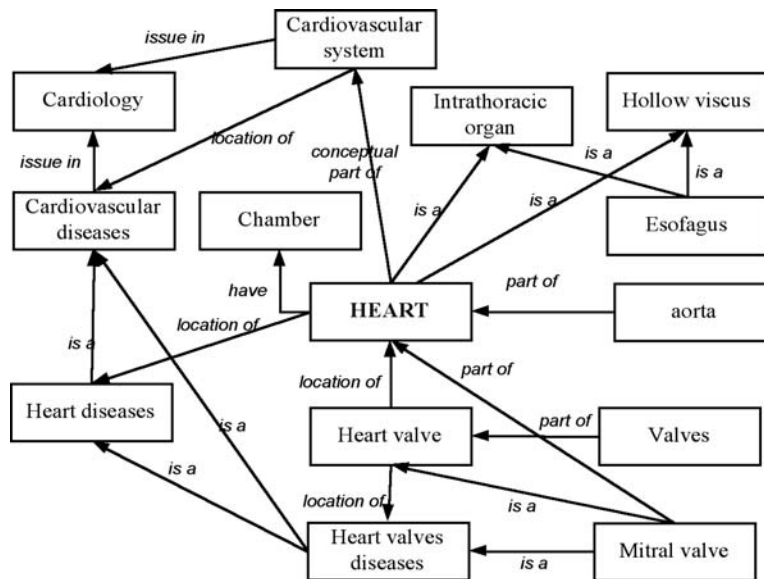 Cardiovascular
system
issue in
Cardiology
Intrathoracic
organ
Hollow viscus
location of
conceptual
part of
is a
issue in
is a
is a
is a
Cardiovascular
diseases
Chamber
Esofagus
have
part of
HEART
aorta
location of
is a
location of
part of
Heart diseases
Heart valve
part of
Valves
is a
is a
location of
is a
Heart valves
diseases
is a
Mitral valve